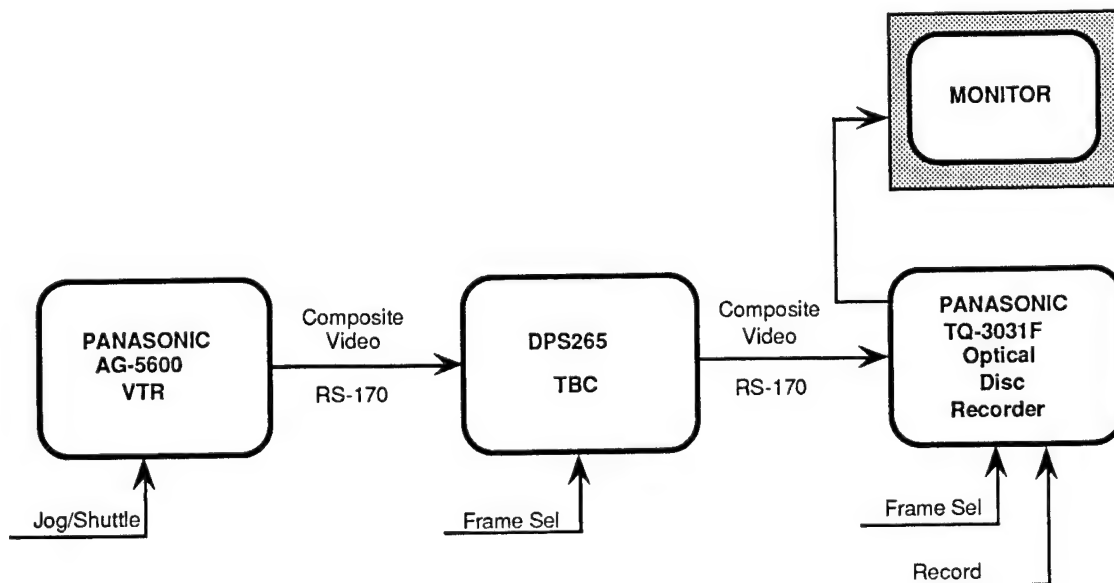 MONITOR
PANASONIC
AG-5600
VTR
Composite
Video
RS-170
DPS265
TBC
Composite
Video
RS-170
PANASONIC
TQ-3031F
Optical
Disc
Recorder
Jog/Shuttle
Frame Sel
Frame Sel
Record